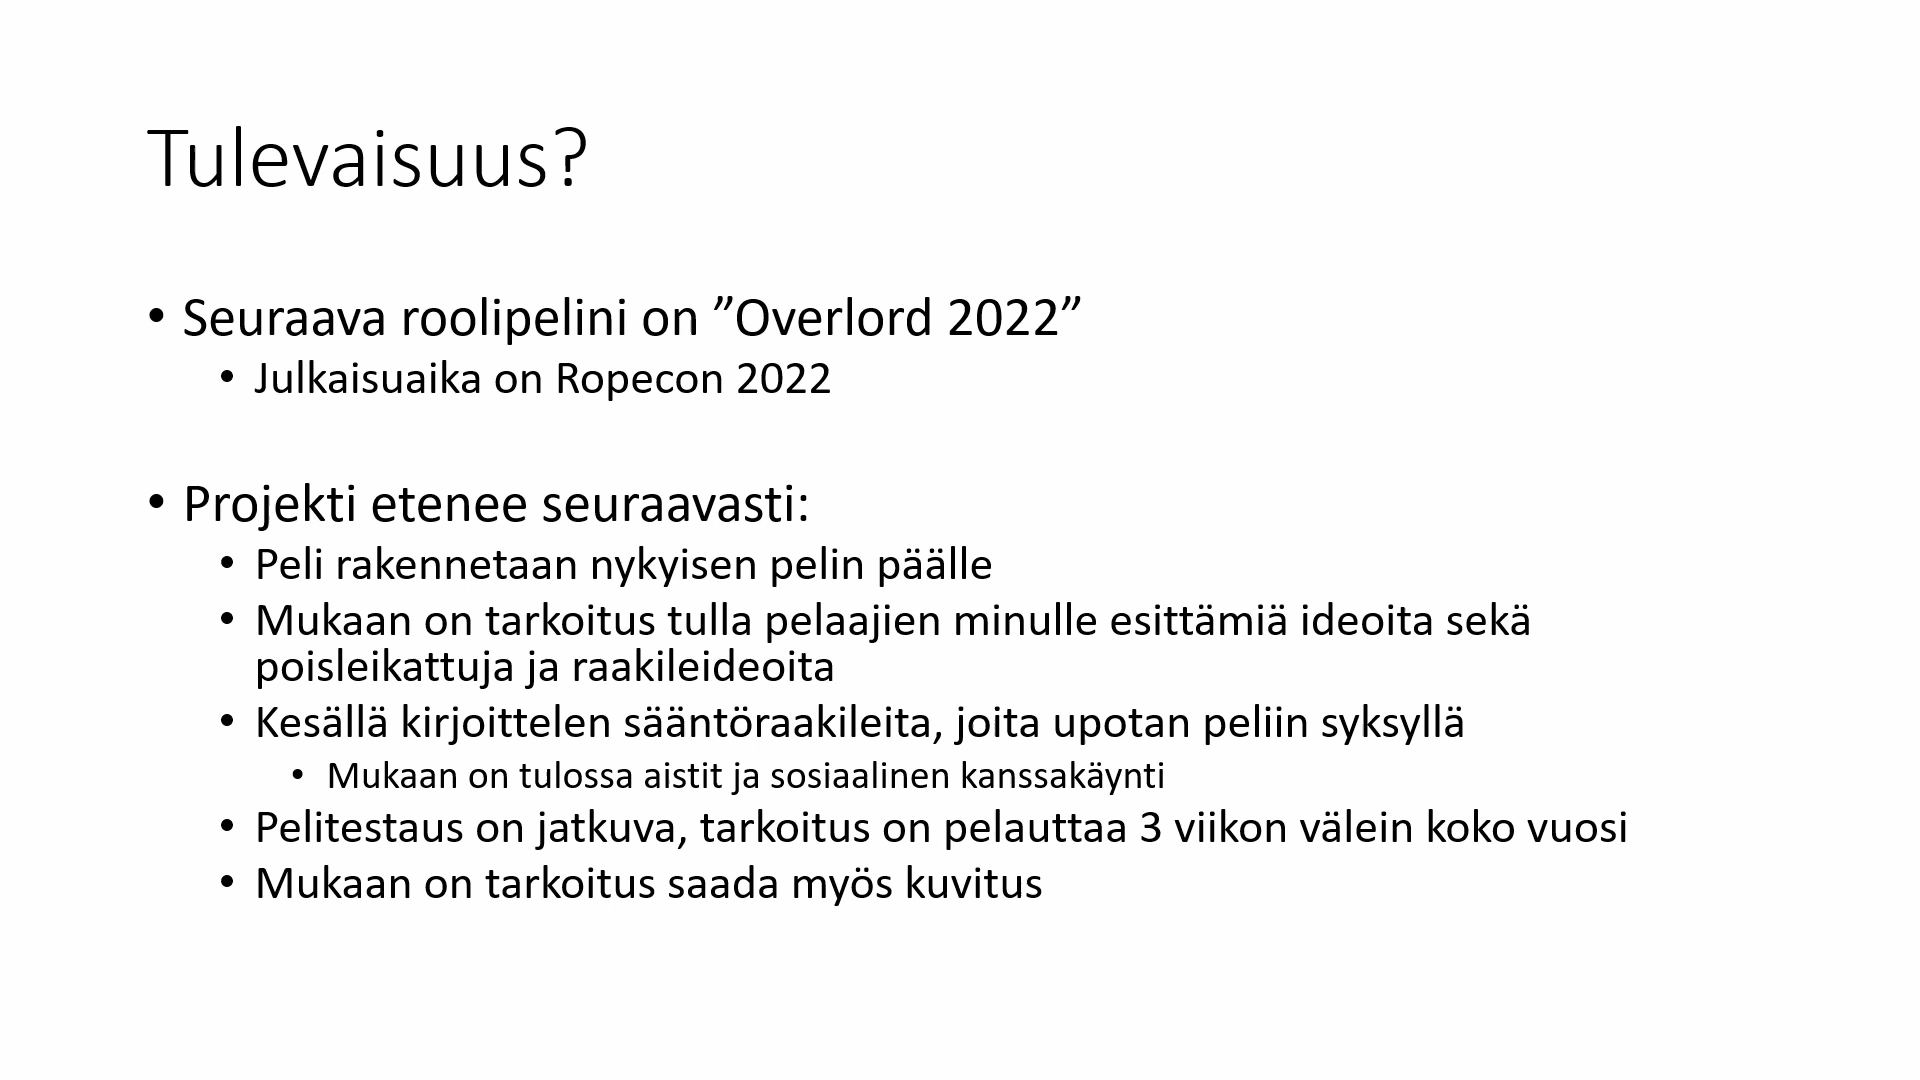 Tulevaisuus?
• Seuraava roolipelini on ”Overlord 2022”
• Julkaisuaika on Ropecon 2022
• Projekti etenee seuraavasti:
• Peli rakennetaan nykyisen pelin päälle
• Mukaan on tarkoitus tulla pelaajien minulle esittämiä ideoita sekä
poisleikattuja ja raakileideoita
• Kesällä kirjoittelen sääntöraakileita, joita upotan peliin syksyllä
• Mukaan on tulossa aistit ja sosiaalinen kanssakäynti
• Pelitestaus on jatkuva, tarkoitus on pelauttaa 3 viikon välein koko vuosi
• Mukaan on tarkoitus saada myös kuvitus